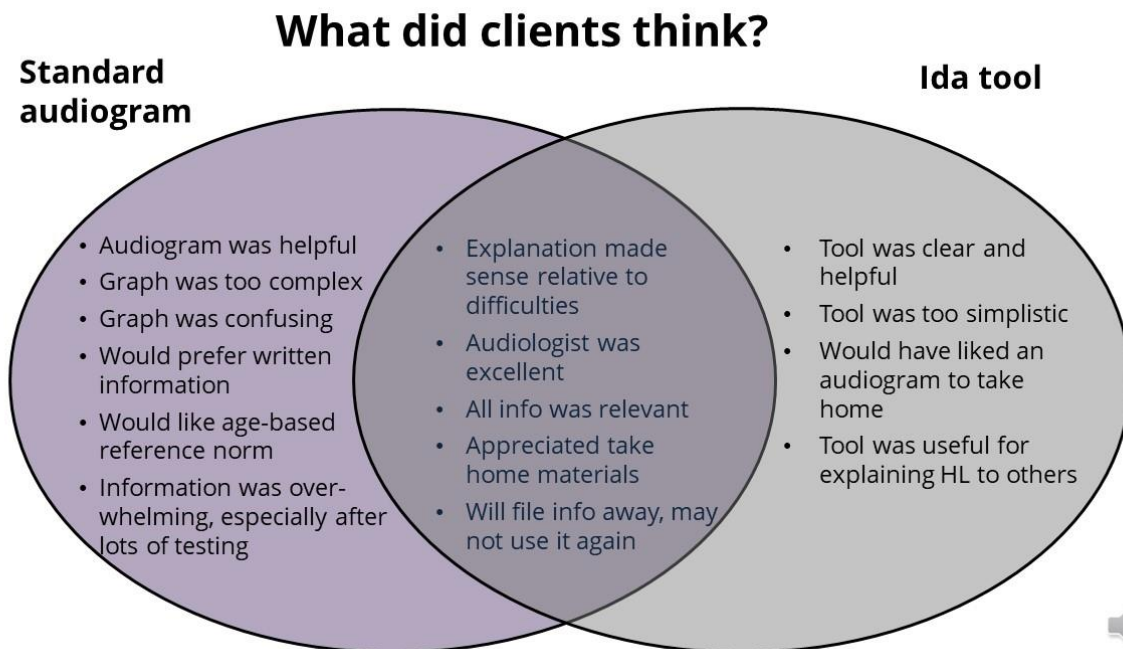 What did clients think?
Standard
audiogram
Ida tool
• Audiogram was helpful
• Graph was too complex
• Graph was confusing
• Would prefer written
information
• Would like age-based
reference norm
• Information was over-
whelming, especially after
lots of testing
• Explanation made
sense relative to
difficulties
• Audiologist was
excellent
• All info was relevant
• Appreciated take
home materials
• Will file info away, may
not use it again
• Tool was clear and
helpful
• Tool was too simplistic
• Would have liked an
audiogram to take
home
• Tool was useful for
explaining HL to others